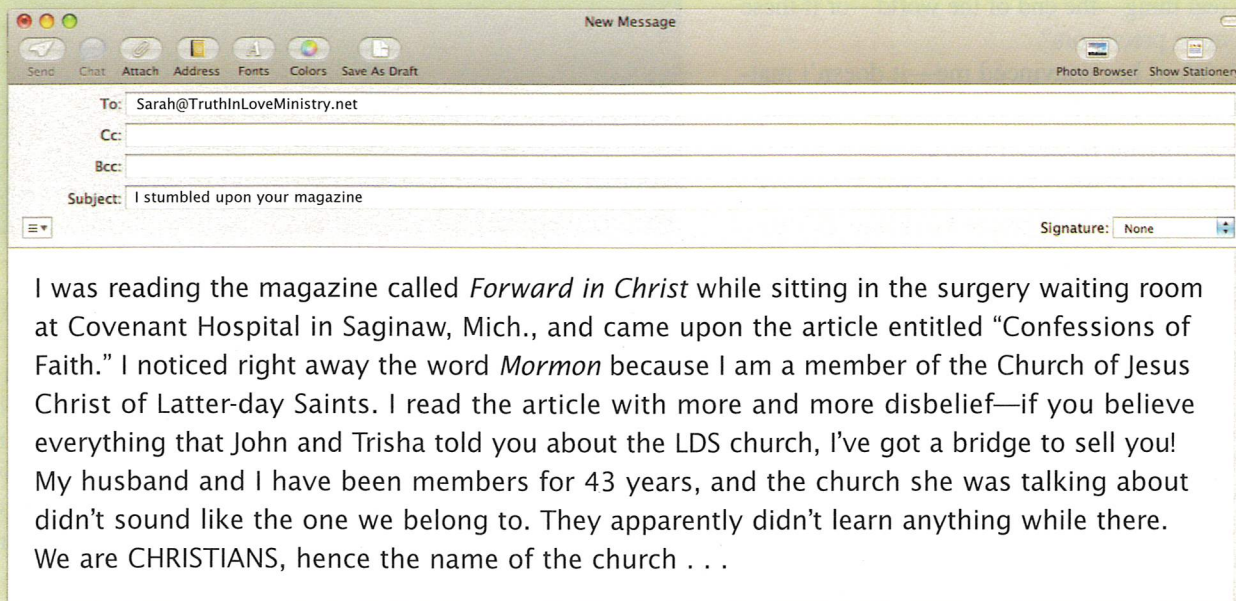 New Message
Send Chat Attach Address Fonts Colors Save As Draft Photo Browser Show Stationery
To: Sarah@TruthInLoveMinistry.net
Cc:
Bcc:
Subject: I stumbled upon your magazine
Signature: None
I was reading the magazine called Forward in Christ while sitting in the surgery waiting room
at Covenant Hospital in Saginaw, Mich., and came upon the article entitled “Confessions of
Faith.” I noticed right away the word Mormon because I am a member of the Church of Jesus
Christ of Latter-day Saints. I read the article with more and more disbelief—if you believe
everything that John and Trisha told you about the LDS church, I’ve got a bridge to sell you!
My husband and I have been members for 43 years, and the church she was talking about
didn’t sound like the one we belong to. They apparently didn’t learn anything while there.
We are CHRISTIANS, hence the name of the church . . .